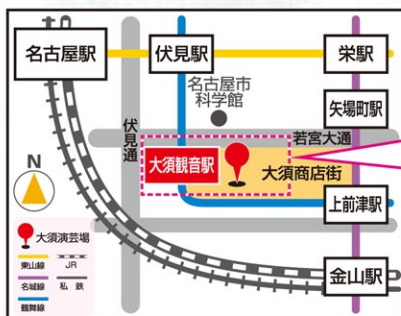 名古屋駅
伏見駅
栄駅
名古屋市
科学館
矢場町駅
伏見通
若宮大通
大須観音駅
大須商店街
N
上前津駅
大須演芸場
東山線
JR
名城線
私鉄
鶴舞線
金山駅